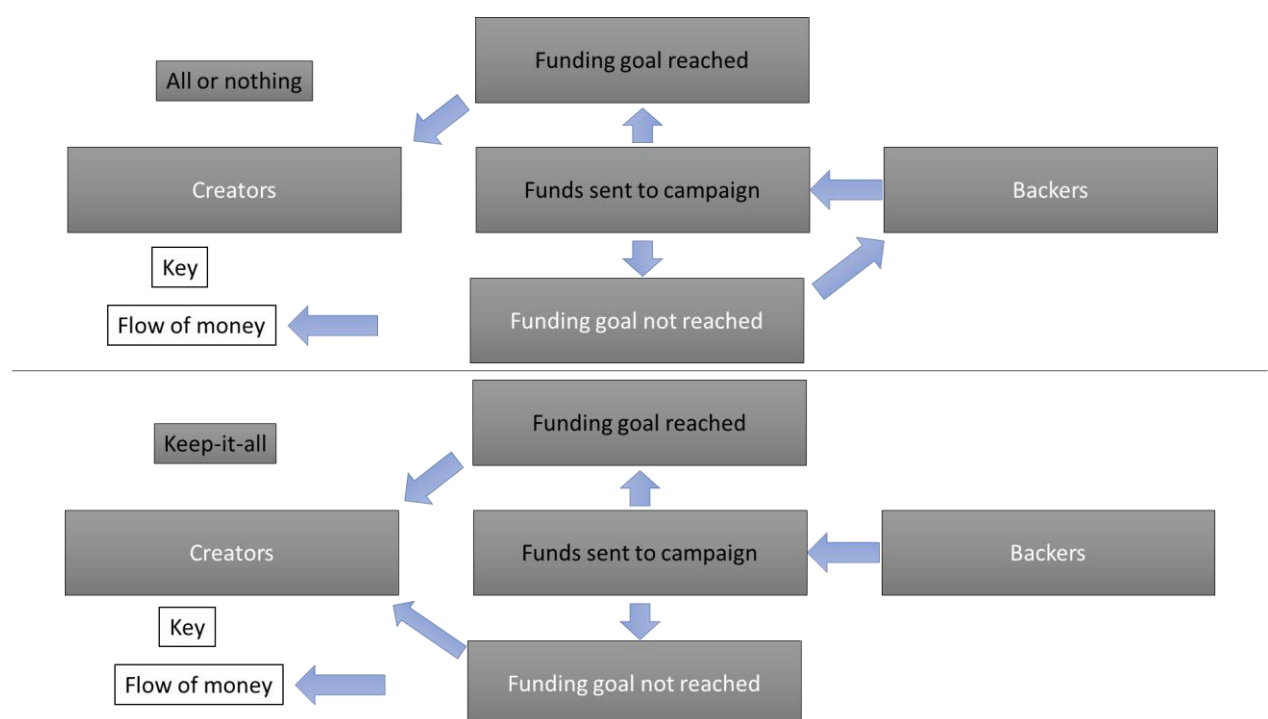 Funding goal reached
All or nothing
Creators
Funds sent to campaign
Backers
Key
Flow of money
Funding goal not reached
Funding goal reached
Keep-it-all
Creators
Funds sent to campaign
Backers
Key
Flow of money
Funding goal not reached